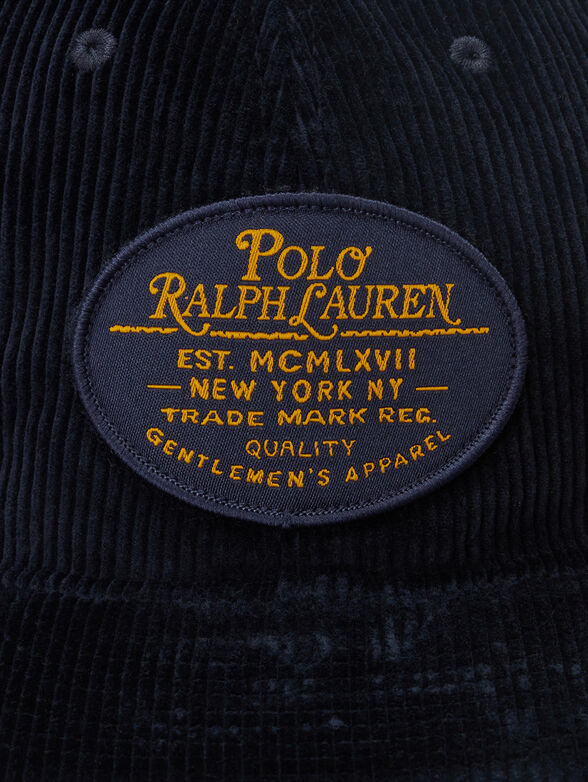 POLO
RALPH LAUREN
EST. MCMLXVII
— NEW YORK NY —
TRADE MARK REG.
QUALITY
GENTLEMEN'S APPAREL